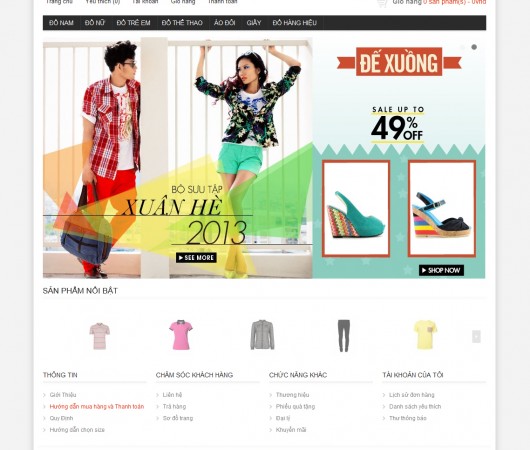 Trang chủ Yêu thích (0) Tài khoản Giỏ hàng Thanh toán
Giỏ hàng 0 sản phẩm(s) - 0vnđ
ĐỒ NAM ĐỒ NỮ ĐỒ TRẺ EM ĐỒ THỂ THAO ÁO ĐÔI GIÀY ĐỒ HÀNG HIỆU
ĐẾ XUỒNG
SALE UP TO
49% OFF
BỘ SƯU TẬP
XUÂN HÈ
2013
SEE MORE
SHOP NOW
SẢN PHẨM NỔI BẬT
THÔNG TIN
Giới Thiệu
Hướng dẫn mua hàng và Thanh toán
Quy Định
Hướng dẫn chọn size
CHĂM SÓC KHÁCH HÀNG
Liên hệ
Trả hàng
Sơ đồ trang
CHỨC NĂNG KHÁC
Thương hiệu
Phiếu quà tặng
Đại lý
Khuyến mãi
TÀI KHOẢN CỦA TÔI
Lịch sử đơn hàng
Danh sách yêu thích
Thư thông báo